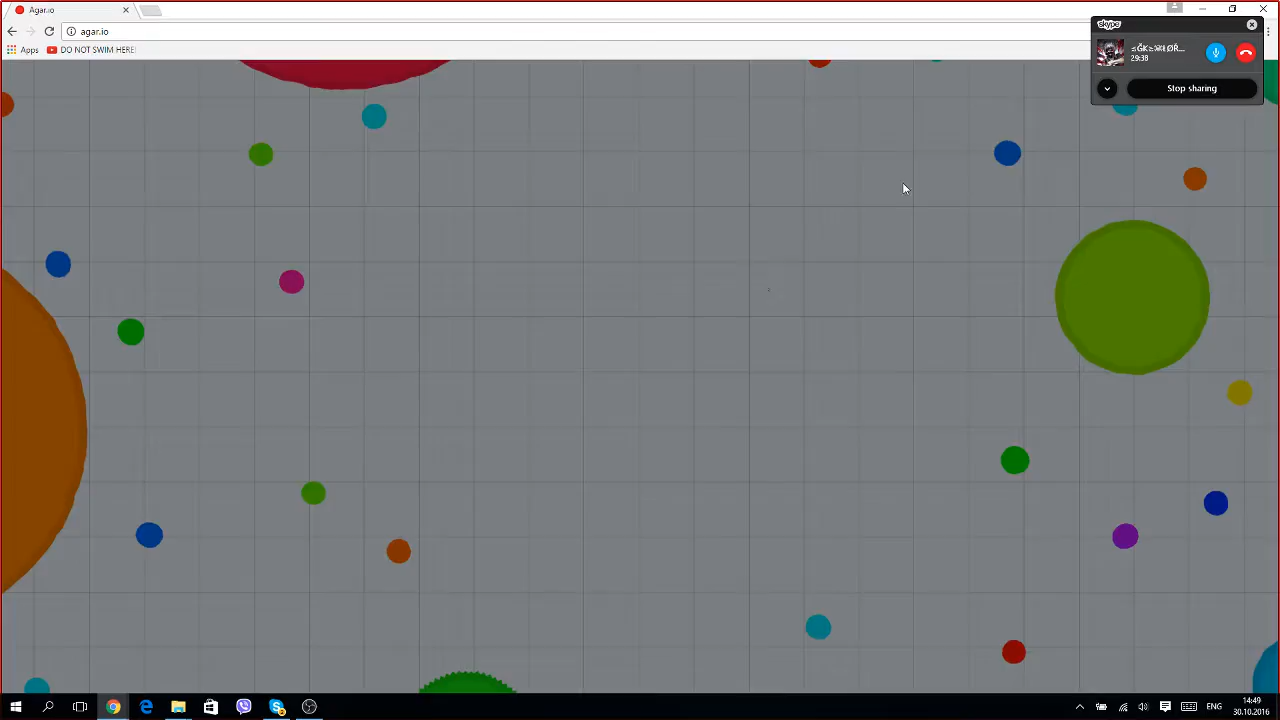 Agar.io
agar.io
Apps
DO NOT SWIM HERE!
skype
29:38
Stop sharing
ENG
14:49
30.10.2016